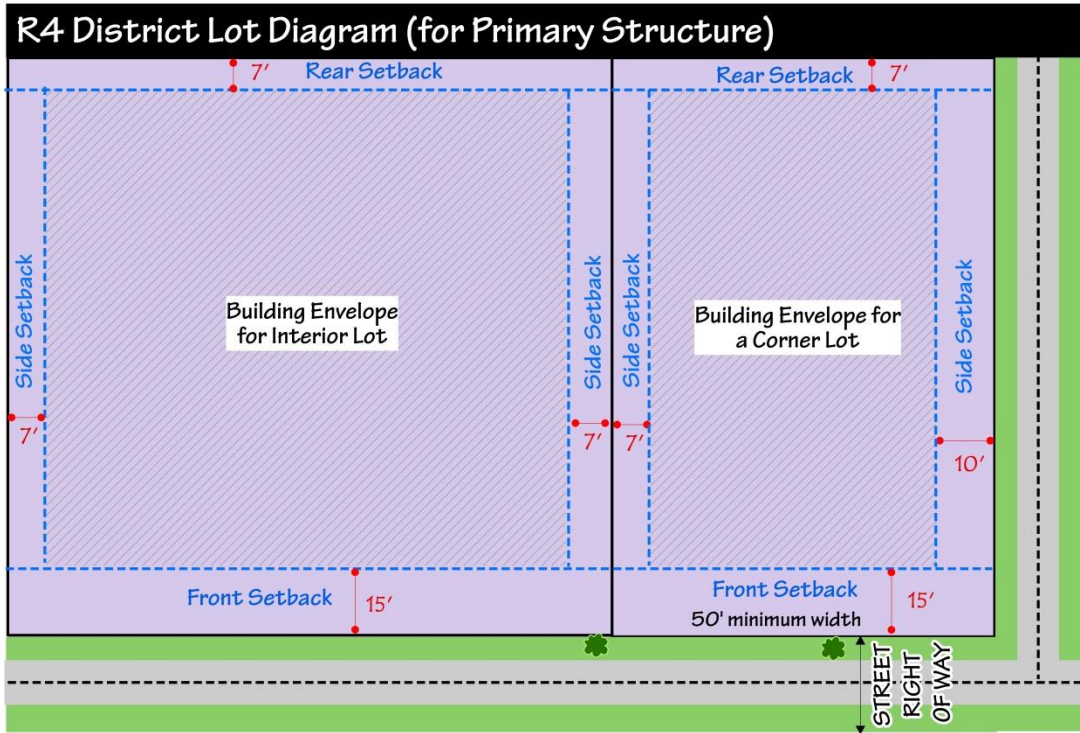 R4 District Lot Diagram (for Primary Structure)
7' Rear Setback
Rear Setback 7'
Side Setback
Building Envelope
for Interior Lot
Side Setback
Side Setback
Building Envelope for
a Corner Lot
Side Setback
7'
7'
7'
10'
Front Setback 15'
Front Setback 15'
50' minimum width
STREET
RIGHT
OF WAY